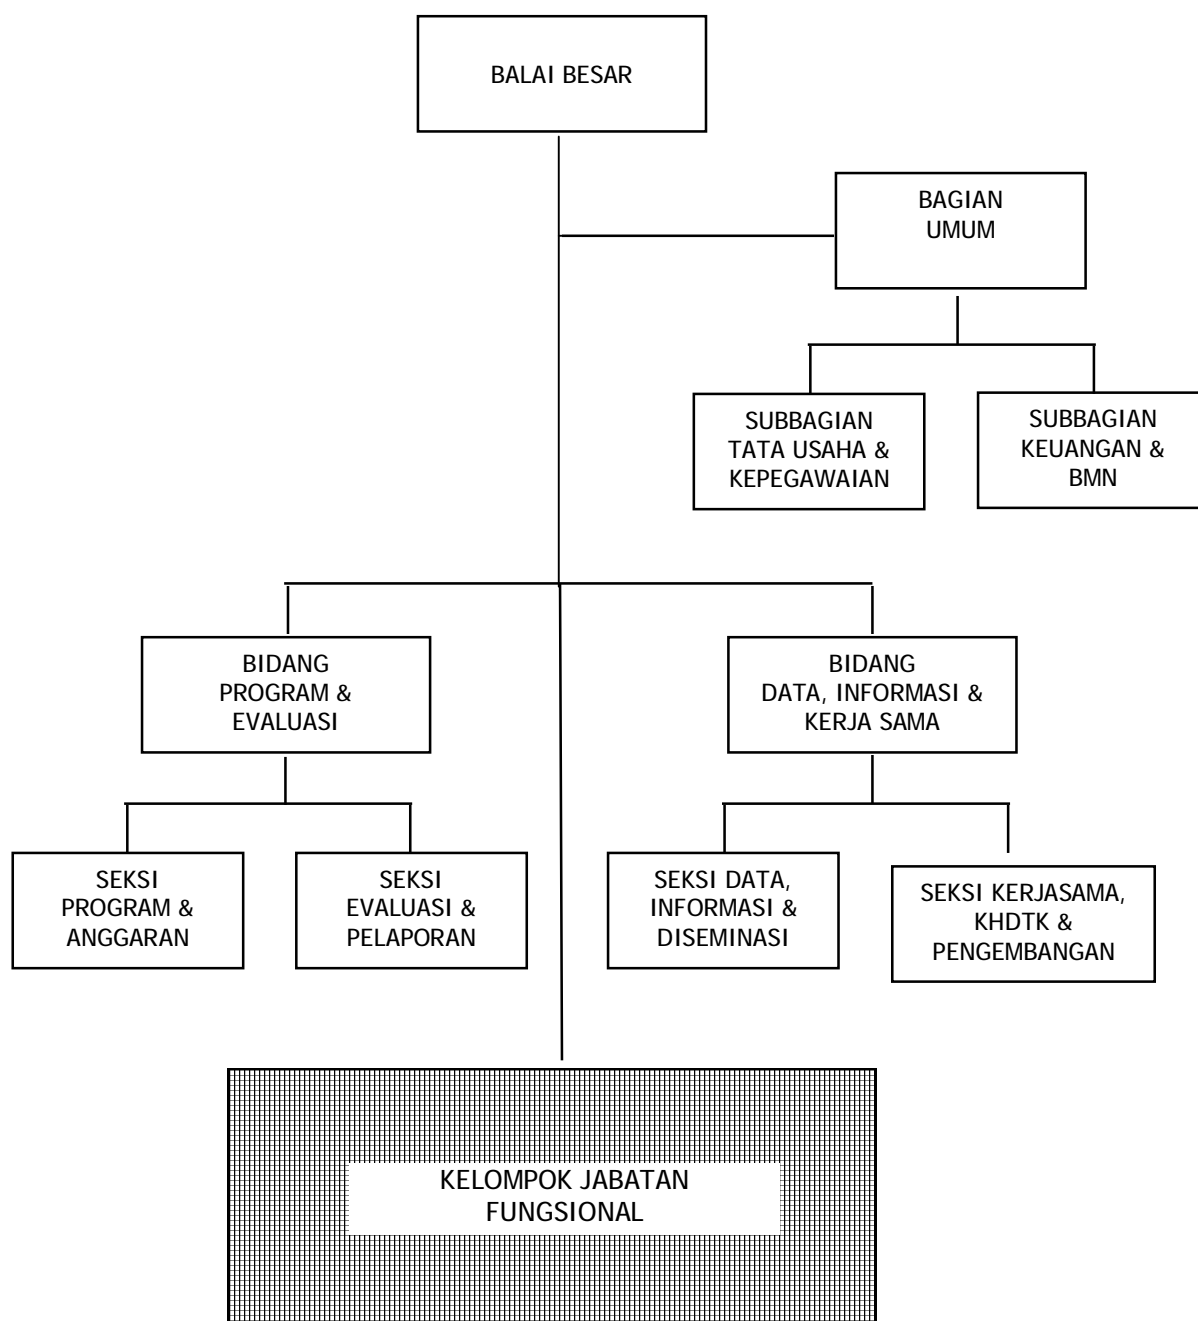 BALAI BESAR
BAGIAN
UMUM
SUBBAGIAN
TATA USAHA &
KEPEGAWAIAN
SUBBAGIAN
KEUANGAN &
BMN
BIDANG
PROGRAM &
EVALUASI
BIDANG
DATA, INFORMASI &
KERJA SAMA
SEKSI
PROGRAM &
ANGGARAN
SEKSI
EVALUASI &
PELAPORAN
SEKSI DATA,
INFORMASI &
DISEMINASI
SEKSI KERJASAMA,
KHDTK &
PENGEMBANGAN
KELOMPOK JABATAN
FUNGSIONAL